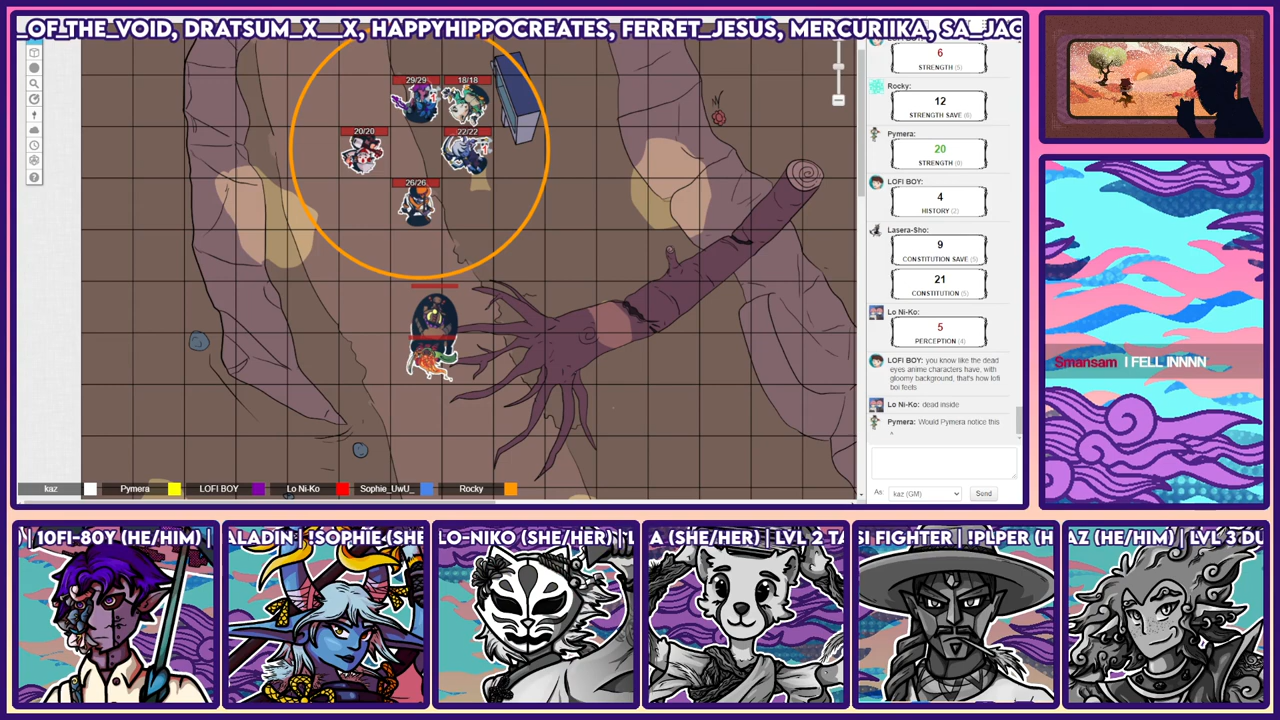 _OF_THE_VOID, DRATSUM_X__X, HAPPYHIPPOCREATES, FERRET_JESUS, MERCURIIKA, SA_JAC
29/29
18/18
20/20
22/22
26/26
6
STRENGTH (5)
Rocky:
12
STRENGTH SAVE (6)
Pymera:
20
STRENGTH (0)
LOFI BOY:
4
HISTORY (2)
Lasera-Sho:
9
CONSTITUTION SAVE (5)
21
CONSTITUTION (5)
Lo Ni-Ko:
5
PERCEPTION (4)
LOFI BOY: you know like the dead
eyes anime characters have, with
gloomy background, that's how lofi
boi feels
Lo Ni-Ko: dead inside
Pymera: Would Pymera notice this
As:
kaz (GM)
Send
kaz
Pymera
LOFI BOY
Lo Ni-Ko
Sophie_UwU_
Rocky
Smansam I FELL INNNN
) | 10FI-80Y (HE/HIM) |
ALADIN | !SOPHIE (SHE
LO-NIKO (SHE/HER) | L
A (SHE/HER) | LVL 2 TA
SI FIGHTER | !PLPER (H
AZ (HE/HIM) | LVL 3 DU